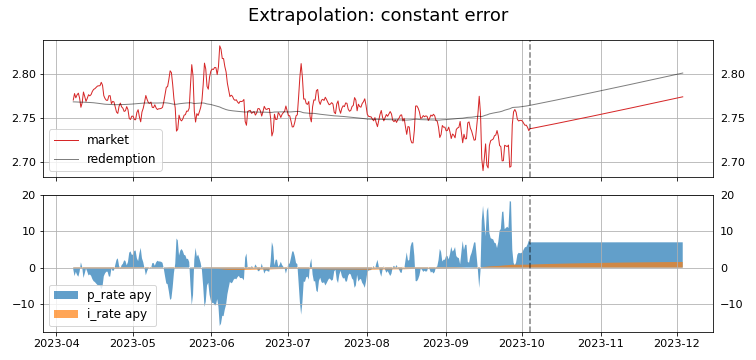 Extrapolation: constant error
2.80 2.80
2.75 2.75
2.70 2.70
market
redemption
20 20
10 10
0 0
−10 −10
p_rate apy
i_rate apy
2023-04 2023-05 2023-06 2023-07 2023-08 2023-09 2023-10 2023-11 2023-12